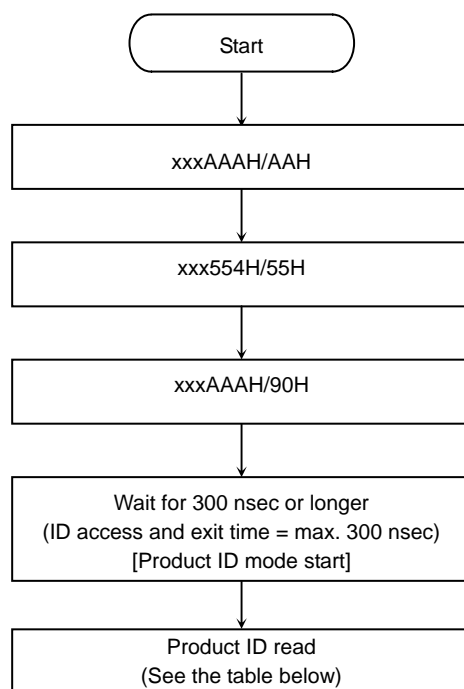 Start
xxxAAAH/AAH
xxx554H/55H
xxxAAAH/90H
Wait for 300 nsec or longer
(ID access and exit time = max. 300 nsec)
[Product ID mode start]
Product ID read
(See the table below)